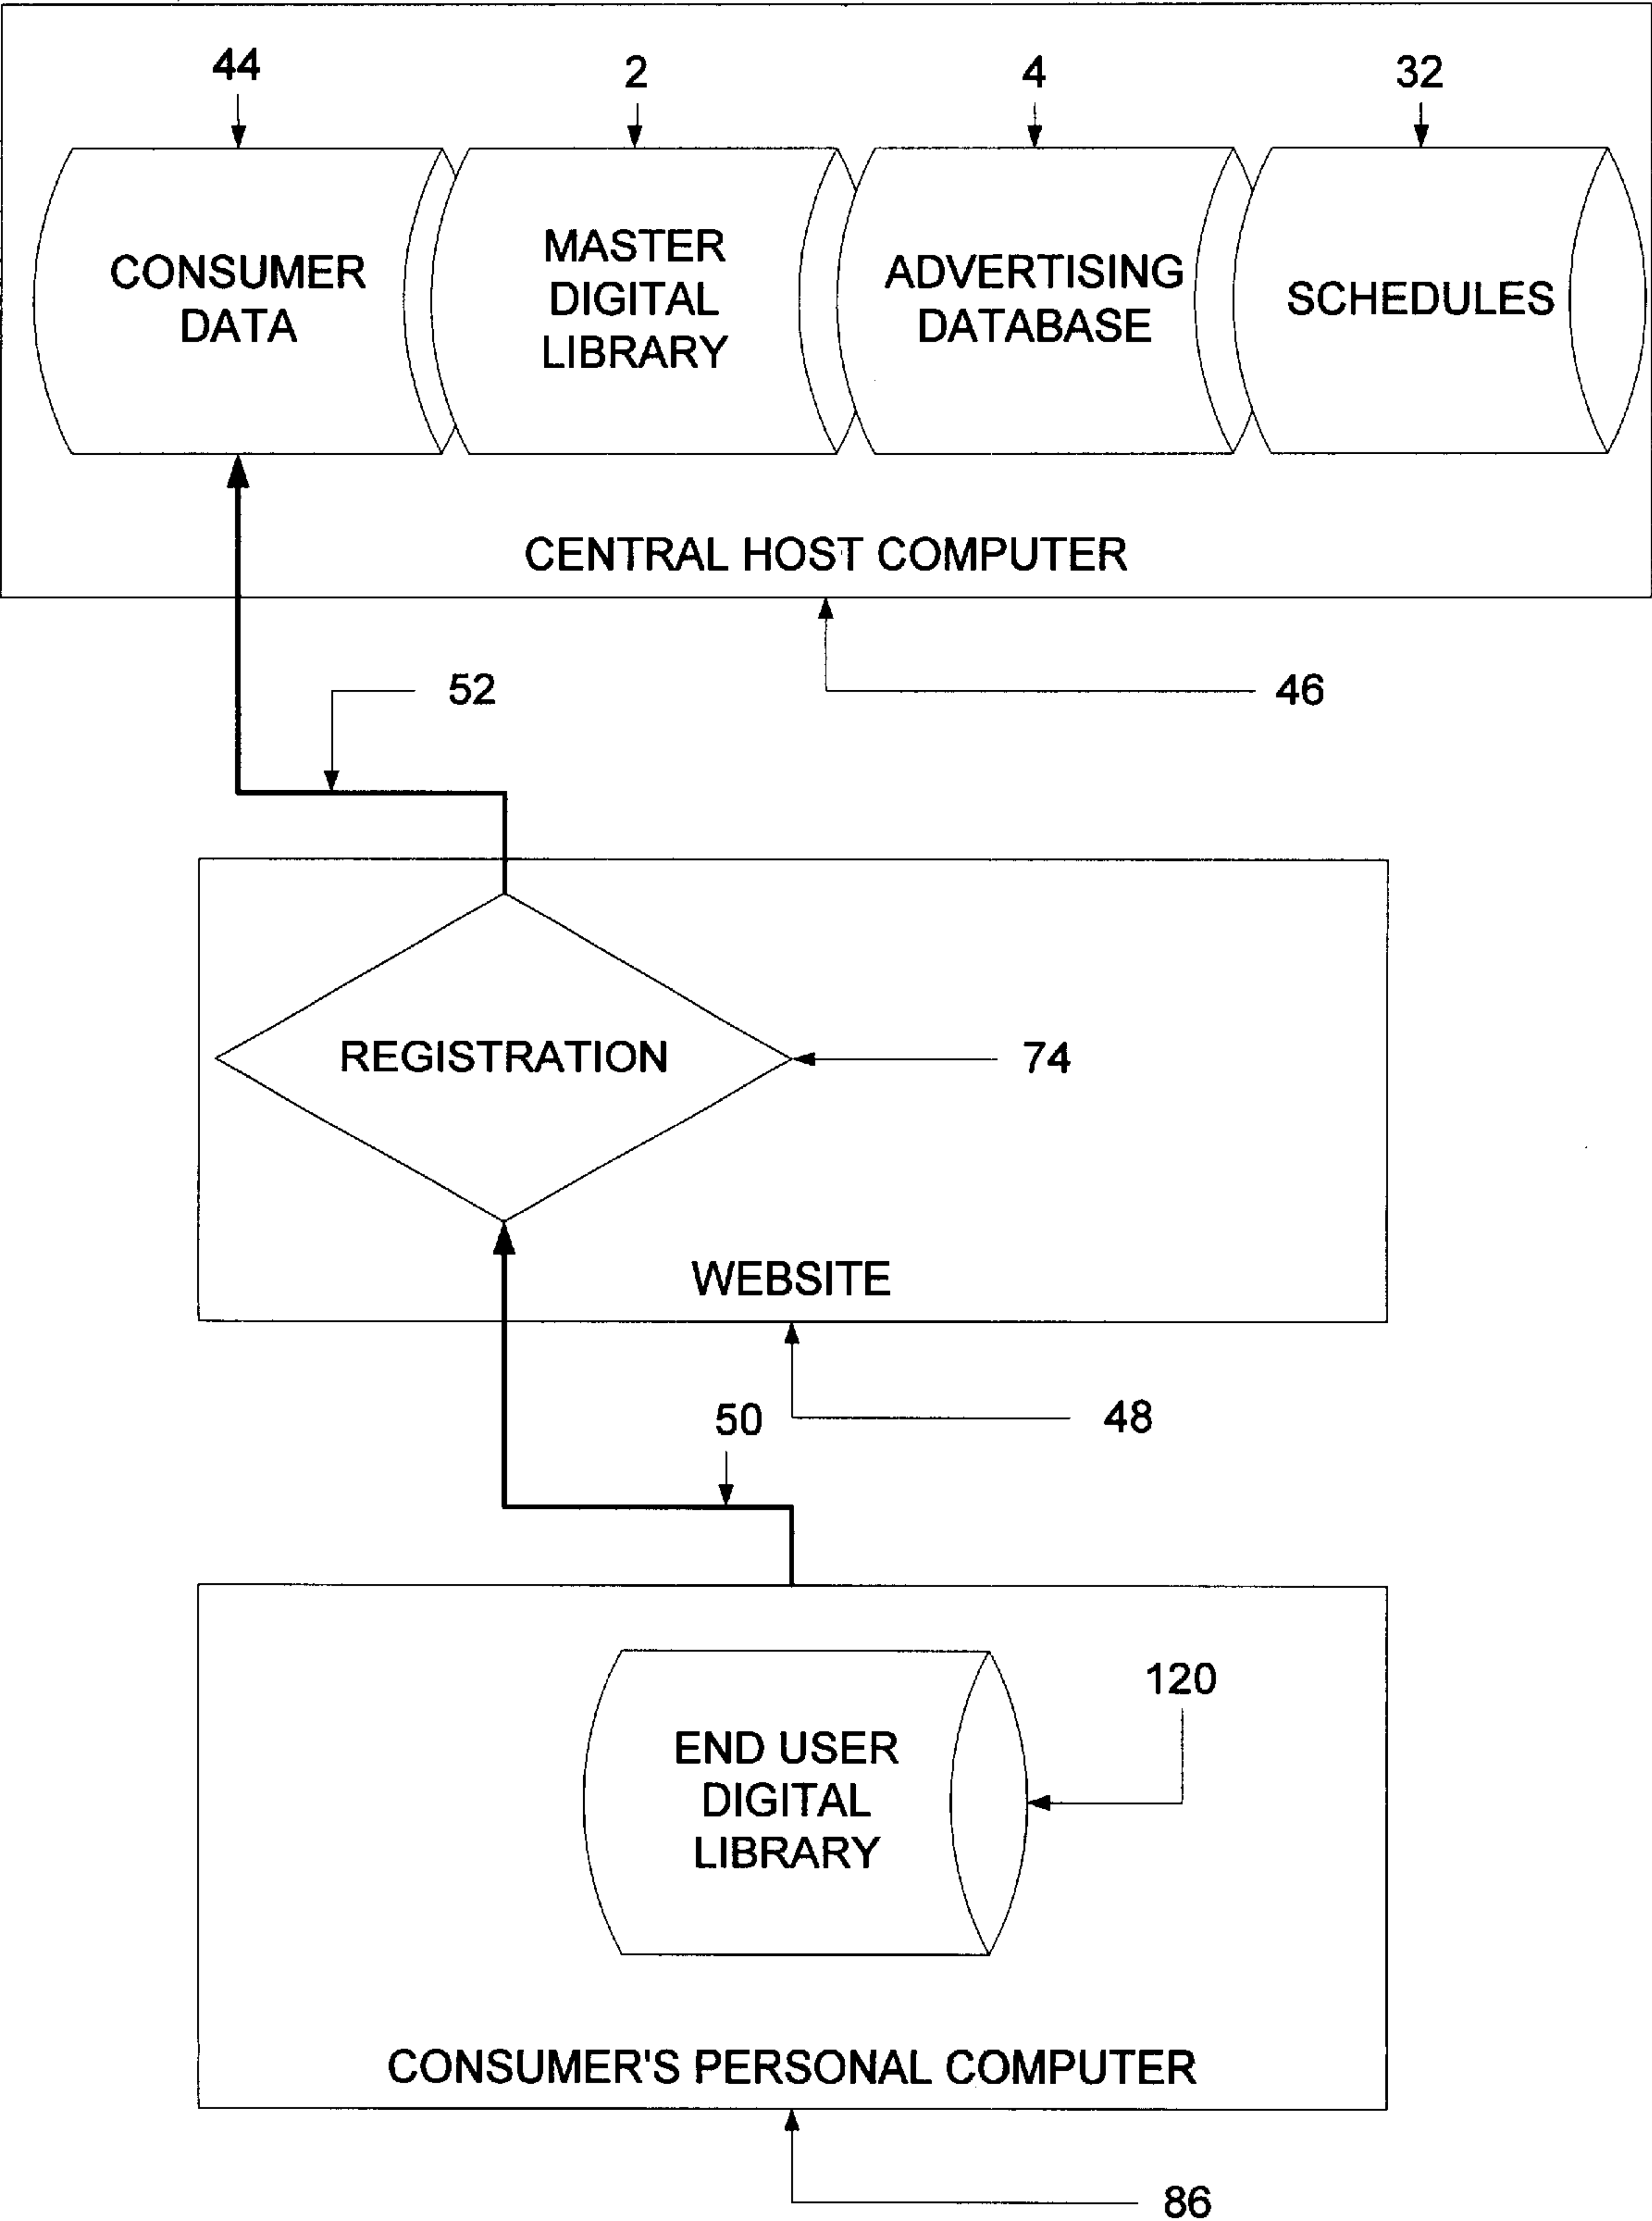 44
2
4
32
CONSUMER
DATA
MASTER
DIGITAL
LIBRARY
ADVERTISING
DATABASE
SCHEDULES
CENTRAL HOST COMPUTER
52
46
REGISTRATION
74
WEBSITE
50
48
120
END USER
DIGITAL
LIBRARY
CONSUMER'S PERSONAL COMPUTER
86